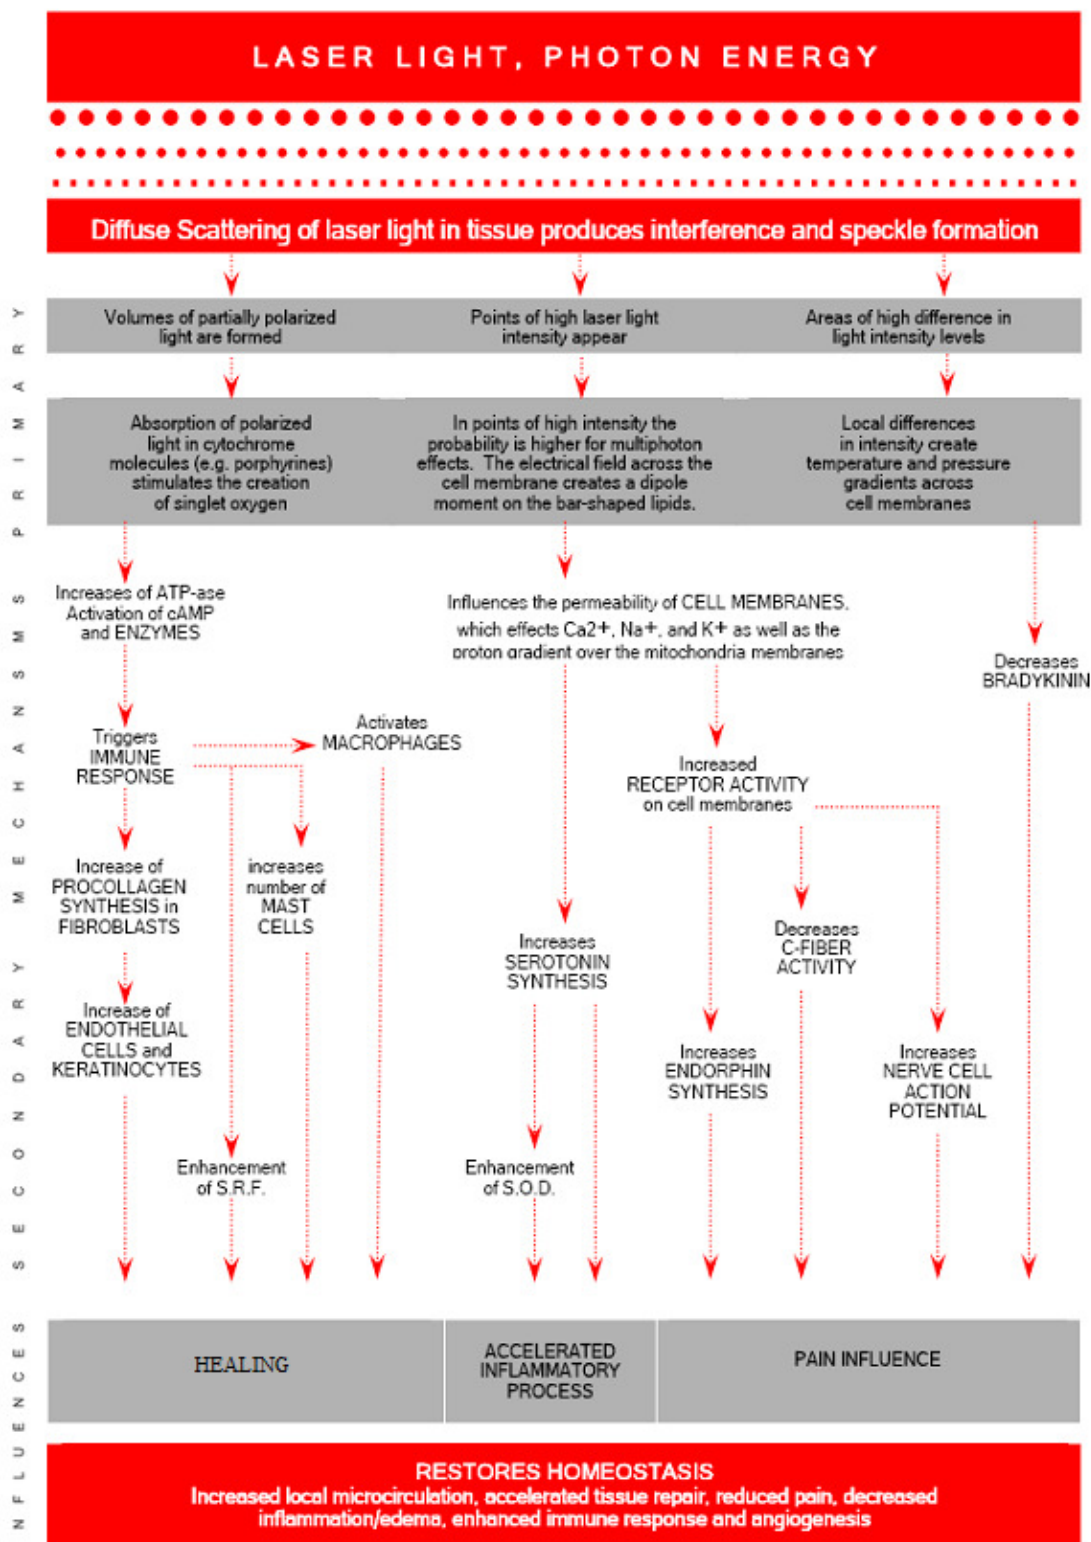 LASER LIGHT, PHOTON ENERGY
Diffuse Scattering of laser light in tissue produces interference and speckle formation
Volumes of partially polarized
light are formed
Points of high laser light
intensity appear
Areas of high difference in
light intensity levels
PRIMARY
Absorption of polarized
light in cytochrome
molecules (e.g. porphyrines)
stimulates the creation
of singlet oxygen
In points of high intensity the
probability is higher for multiphoton
effects. The electrical field across the
cell membrane creates a dipole
moment on the bar-shaped lipids.
Local differences
in intensity create
temperature and pressure
gradients across
cell membranes
SECONDARY MECHANISMS
Increases of ATP-ase
Activation of cAMP
and ENZYMES
Influences the permeability of CELL MEMBRANES,
which effects Ca2+, Na+, and K+ as well as the
proton gradient over the mitochondria membranes
Decreases
BRADYKININ
Triggers
IMMUNE
RESPONSE
Activates
MACROPHAGES
Increased
RECEPTOR ACTIVITY
on cell membranes
Increase of
PROCOLLAGEN
SYNTHESIS in
FIBROBLASTS
increases
number of
MAST
CELLS
Increases
SEROTONIN
SYNTHESIS
Decreases
C-FIBER
ACTIVITY
Increase of
ENDOTHELIAL
CELLS and
KERATINOCYTES
Increases
ENDORPHIN
SYNTHESIS
Increases
NERVE CELL
ACTION
POTENTIAL
Enhancement
of S.R.F.
Enhancement
of S.O.D.
NFLUENCES
HEALING
ACCELERATED
INFLAMMATORY
PROCESS
PAIN INFLUENCE
RESTORES HOMEOSTASIS
Increased local microcirculation, accelerated tissue repair, reduced pain, decreased
inflammation/edema, enhanced immune response and angiogenesis